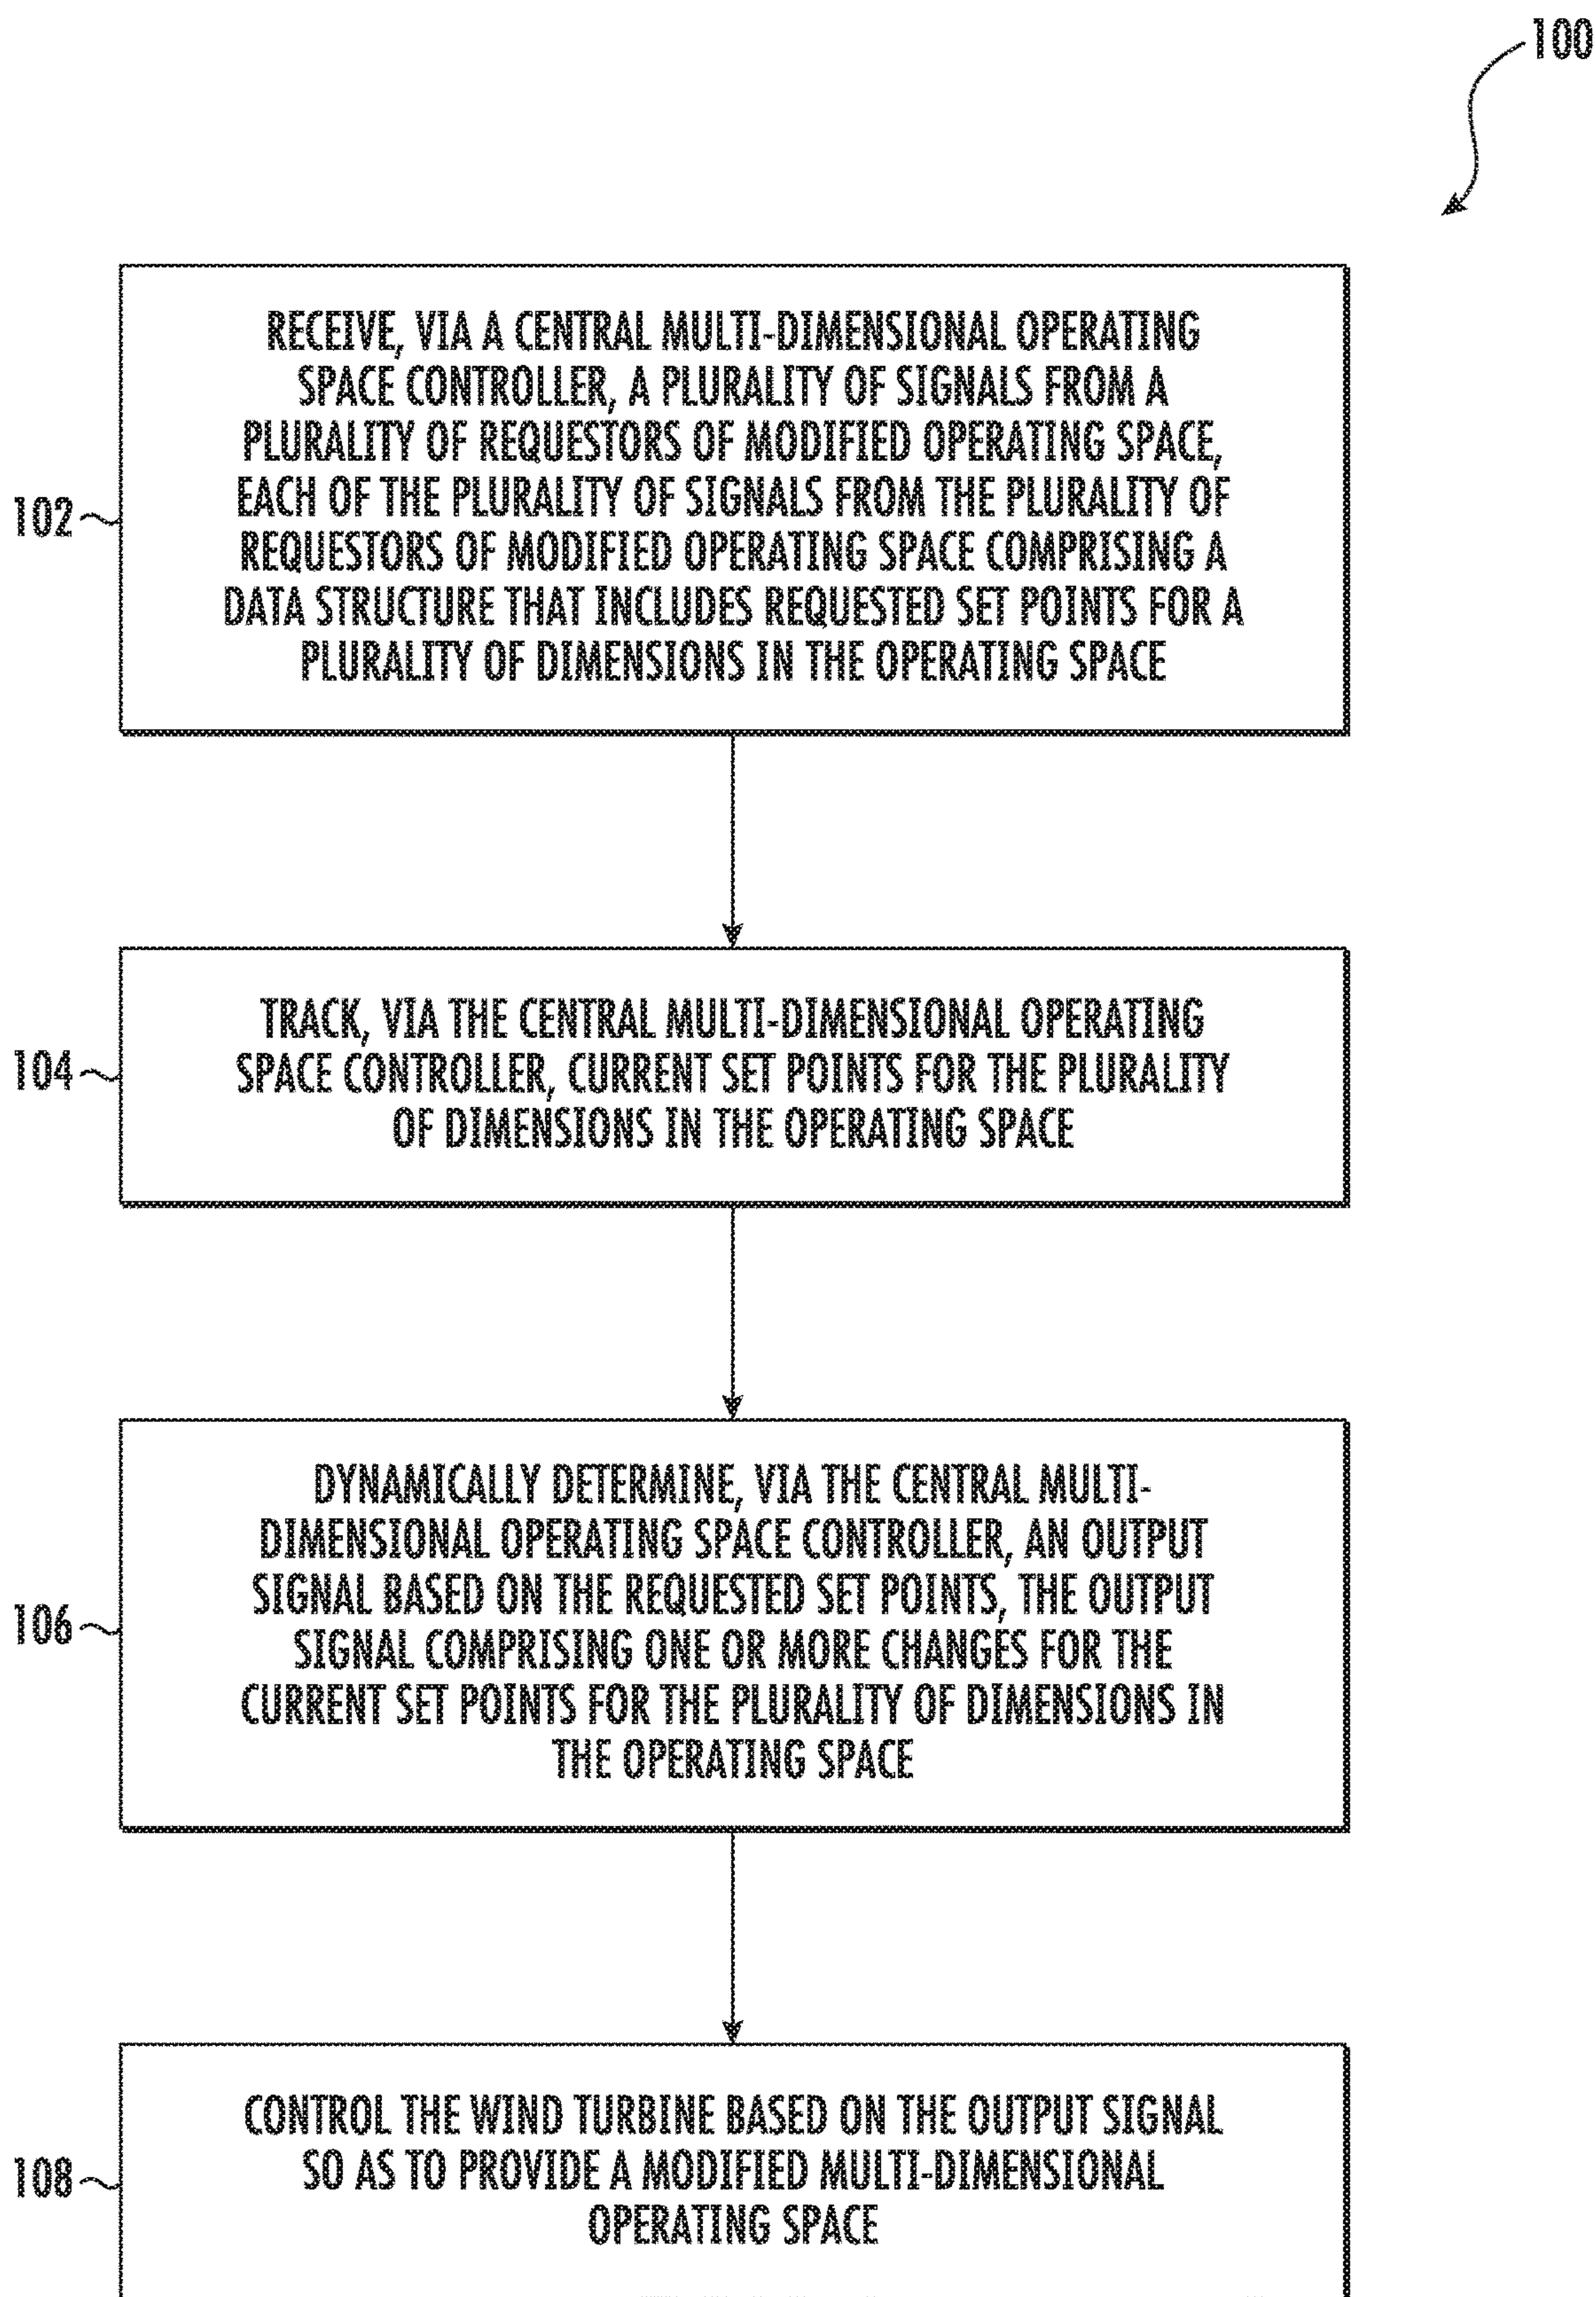 100
RECEIVE, VIA A CENTRAL MULTI-DIMENSIONAL OPERATING
SPACE CONTROLLER, A PLURALITY OF SIGNALS FROM A
PLURALITY OF REQUESTORS OF MODIFIED OPERATING SPACE,
EACH OF THE PLURALITY OF SIGNALS FROM THE PLURALITY OF
REQUESTORS OF MODIFIED OPERATING SPACE COMPRISING A
DATA STRUCTURE THAT INCLUDES REQUESTED SET POINTS FOR A
PLURALITY OF DIMENSIONS IN THE OPERATING SPACE
102
TRACK, VIA THE CENTRAL MULTI-DIMENSIONAL OPERATING
SPACE CONTROLLER, CURRENT SET POINTS FOR THE PLURALITY
OF DIMENSIONS IN THE OPERATING SPACE
104
DYNAMICALLY DETERMINE, VIA THE CENTRAL MULTI-
DIMENSIONAL OPERATING SPACE CONTROLLER, AN OUTPUT
SIGNAL BASED ON THE REQUESTED SET POINTS, THE OUTPUT
SIGNAL COMPRISING ONE OR MORE CHANGES FOR THE
CURRENT SET POINTS FOR THE PLURALITY OF DIMENSIONS IN
THE OPERATING SPACE
106
CONTROL THE WIND TURBINE BASED ON THE OUTPUT SIGNAL
SO AS TO PROVIDE A MODIFIED MULTI-DIMENSIONAL
OPERATING SPACE
108